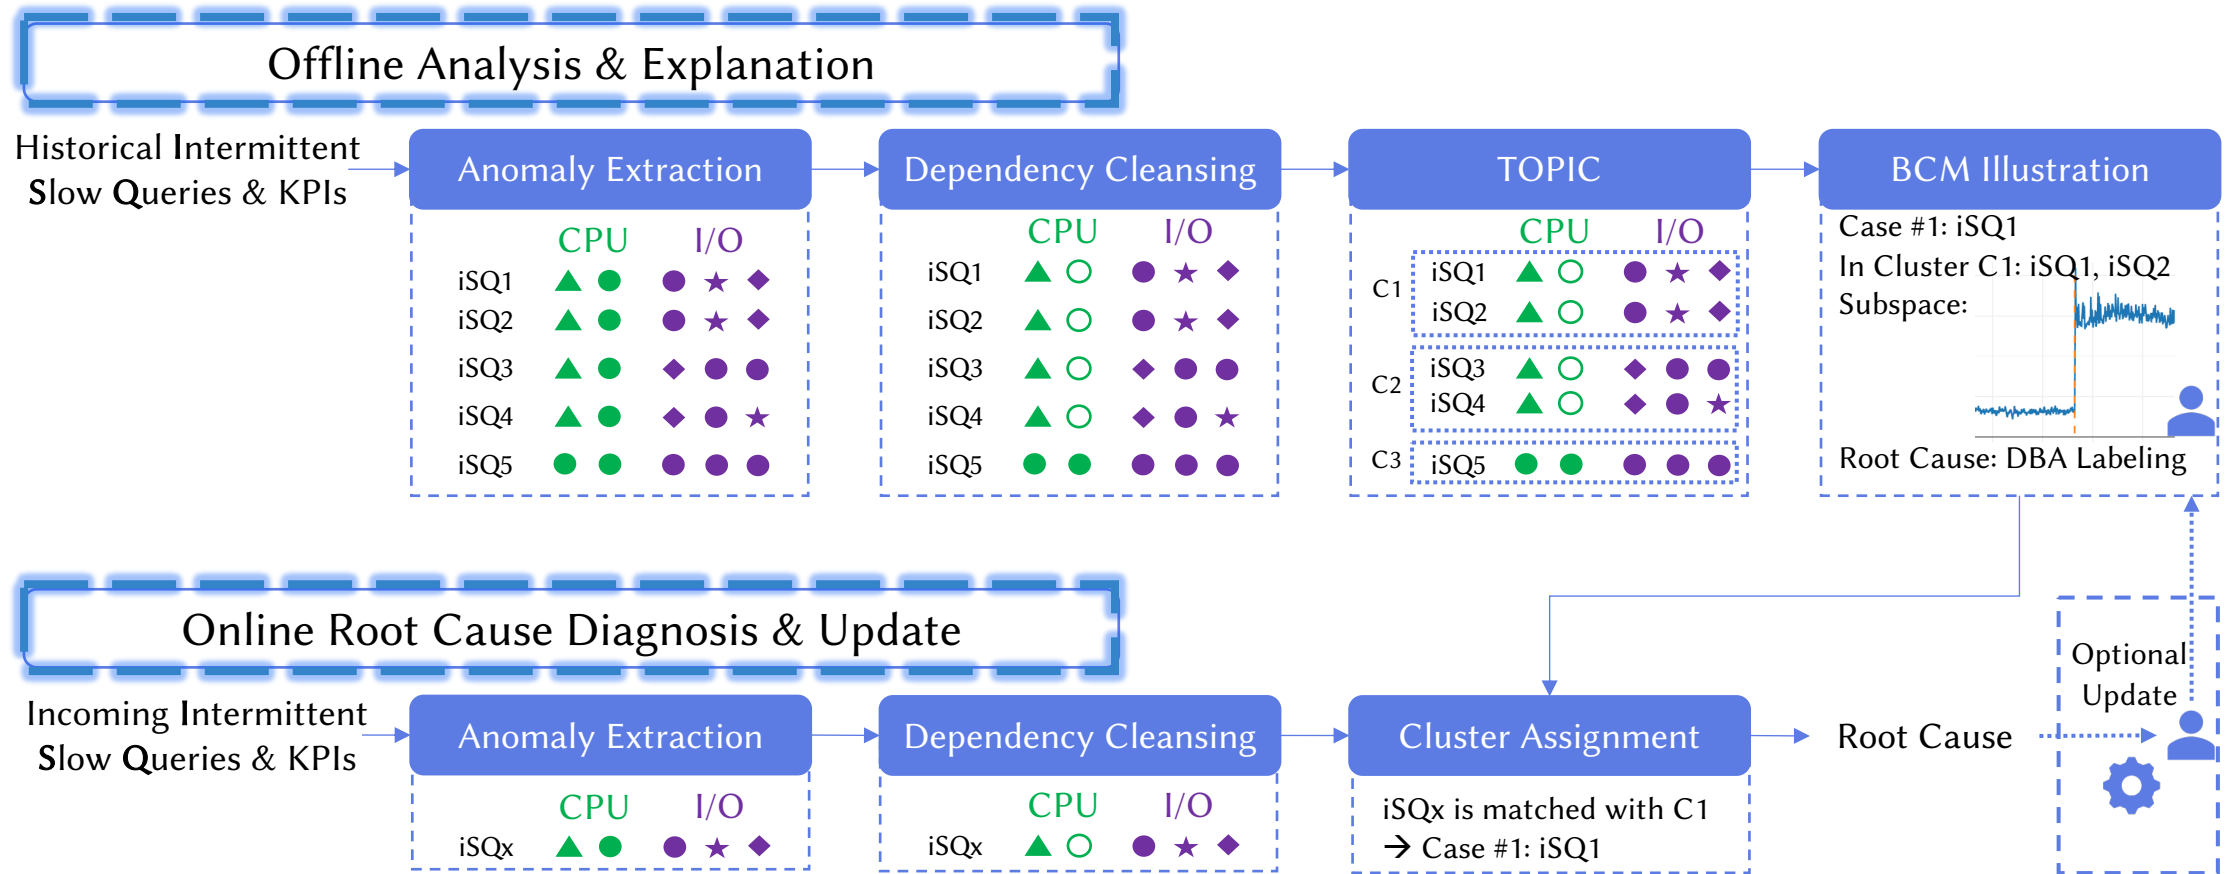 Offline Analysis & Explanation
Historical Intermittent
Slow Queries & KPIs
Anomaly Extraction
CPU I/O
iSQ1
iSQ2
iSQ3
iSQ4
iSQ5
Dependency Cleansing
CPU I/O
iSQ1
iSQ2
iSQ3
iSQ4
iSQ5
TOPIC
CPU I/O
C1
iSQ1
iSQ2
C2
iSQ3
iSQ4
C3
iSQ5
BCM Illustration
Case #1: iSQ1
In Cluster C1: iSQ1, iSQ2
Subspace:
Root Cause: DBA Labeling
Online Root Cause Diagnosis & Update
Incoming Intermittent
Slow Queries & KPIs
Anomaly Extraction
CPU I/O
iSQx
Dependency Cleansing
CPU I/O
iSQx
Cluster Assignment
iSQx is matched with C1
→ Case #1: iSQ1
Root Cause
Optional
Update